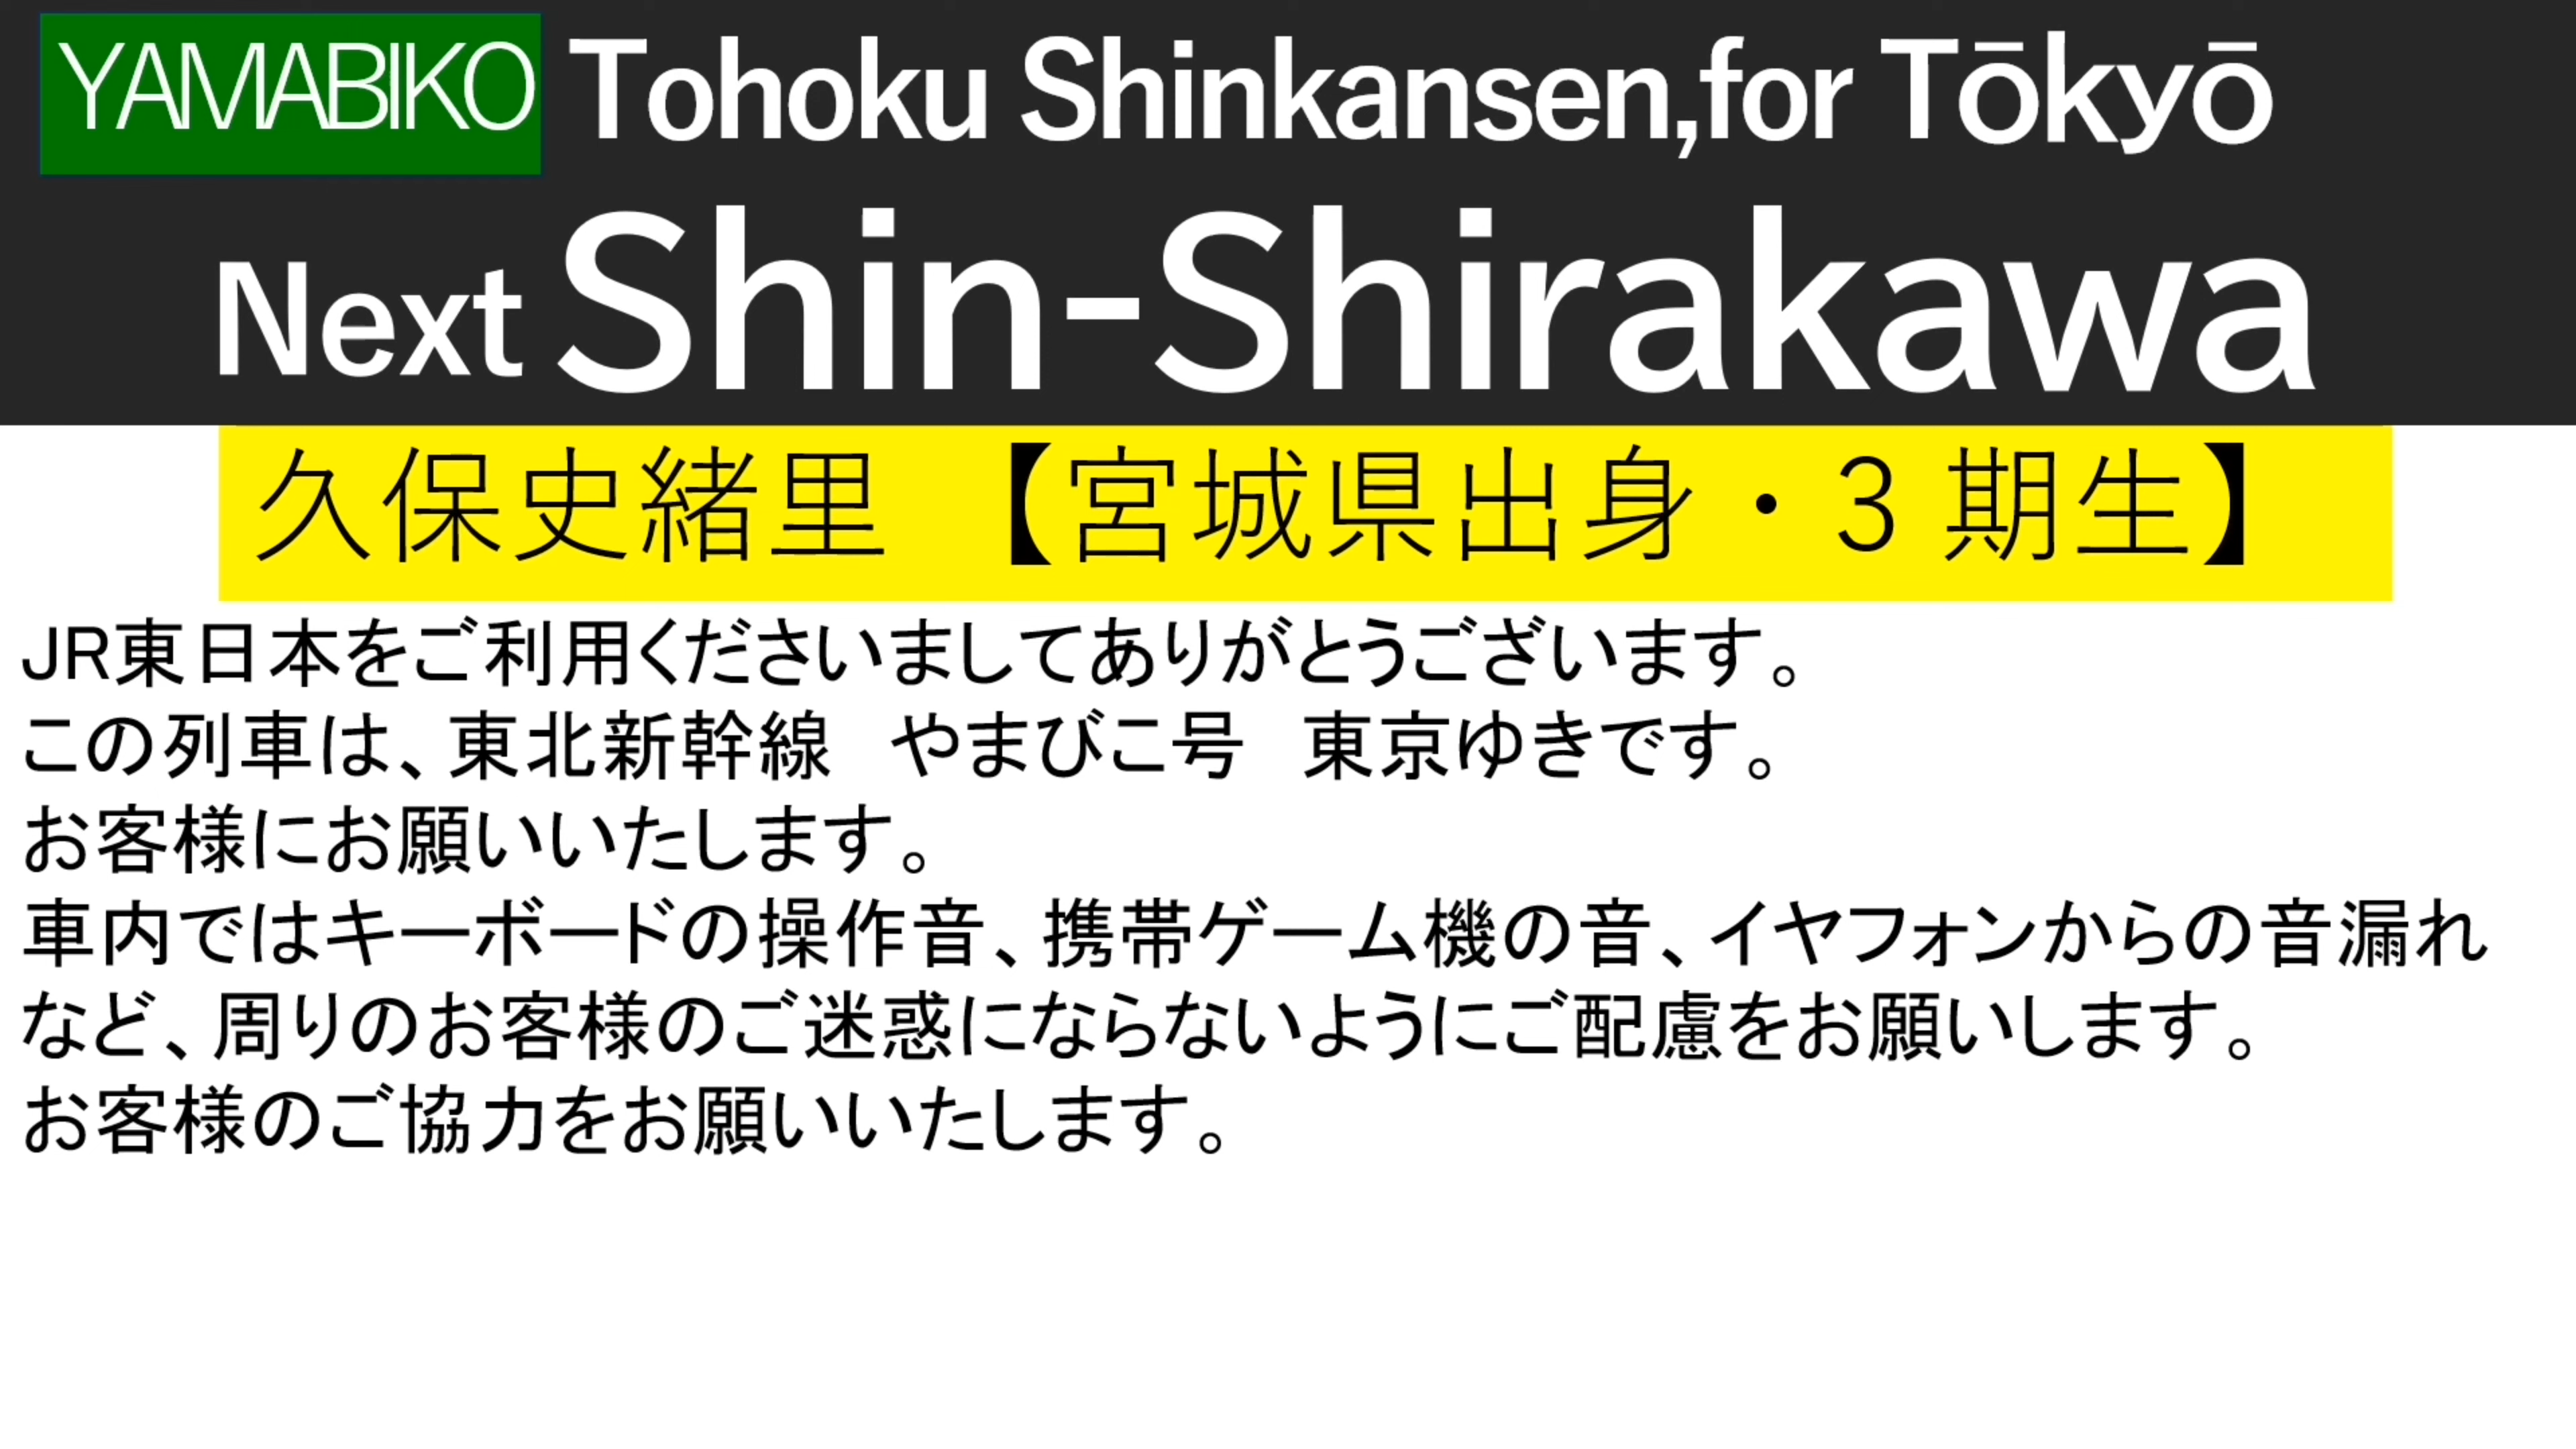 YAMABIKO Tohoku Shinkansen,for Tōkyō
Next Shin-Shirakawa
久保史緒里 【宮城県出身・3 期生】
JR東日本をご利用くださいましてありがとうございます。
この列車は、東北新幹線　やまびこ号　東京ゆきです。
お客様にお願いいたします。
車内ではキーボードの操作音、携帯ゲーム機の音、イヤフォンからの音漏れ
など、周りのお客様のご迷惑にならないようにご配慮をお願いします。
お客様のご協力をお願いいたします。